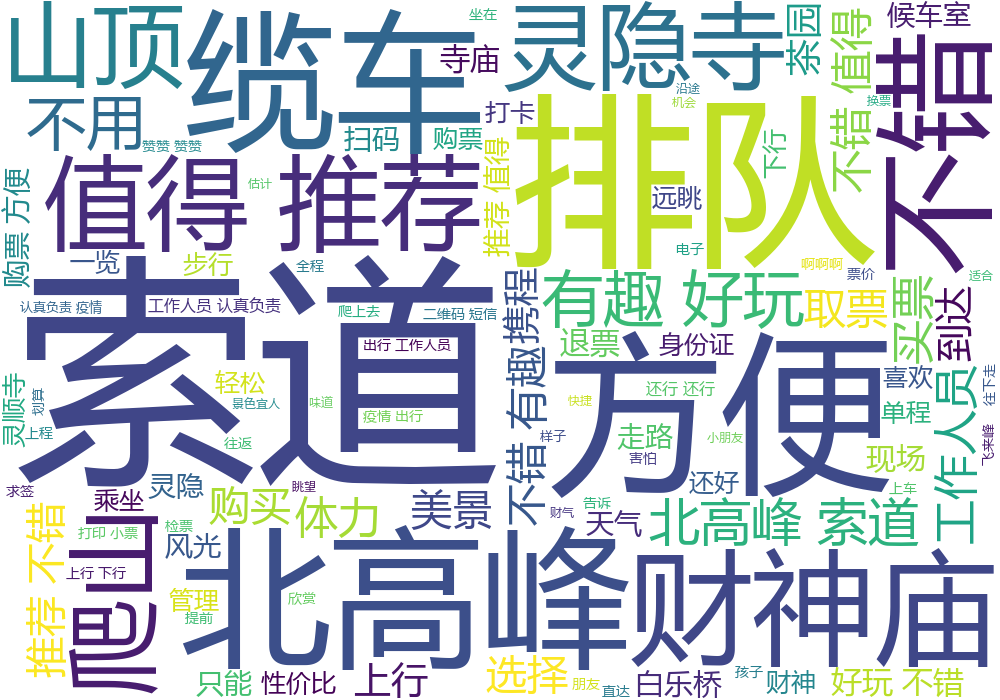 山顶
缆车
坐在
寺庙
灵隐寺
茶园
不错 值得
候车室
不错
不用
赞赞 赞赞
扫码
购票
打卡
沿途
机会
换票
值得 推荐
估计
推荐 值得
排队
远眺
下行
电子
啊啊啊
票价
适合
购票 方便
一览
步行
全程
认真负责 疫情
工作人员 认真负责
爬上去
二维码 短信
索道
出行 工作人员
不错 有趣
携程
有趣 好玩
取票
买票
到达
退票
身份证
方便
喜欢
往下走
灵顺寺
划算
上程
轻松
景色宜人
味道
疫情 出行
往返
快捷
还行 还行
单程
工作人员
飞来峰
样子
走路
小朋友
害怕
现场
求签
乘坐
灵隐
眺望
还好
上车
推荐 不错
爬山
购买
体力
美景
财气
告诉
天气
北高峰 索道
打印 小票
检票
风光
上行 下行
北高峰
财神庙
管理
提前
欣赏
只能
性价比
上行
选择
朋友
直达
白乐桥
孩子
财神
好玩 不错